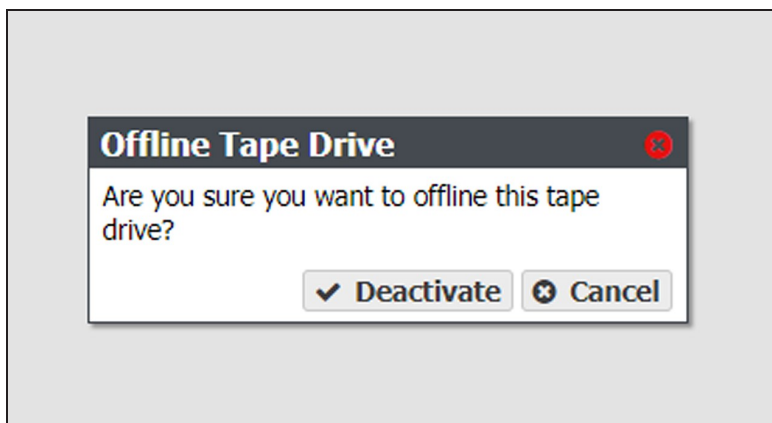 Offline Tape Drive
Are you sure you want to offline this tape
drive?
Deactivate Cancel